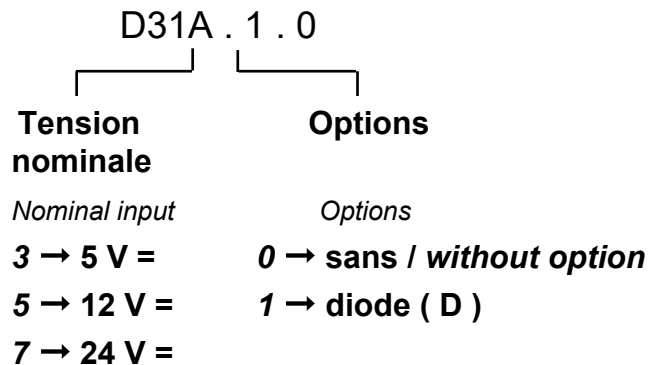 D31A . 1 . 0
Tension nominale
Options
Nominal input
Options
3 → 5 V =
0 → sans / without option
5 → 12 V =
1 → diode ( D )
7 → 24 V =